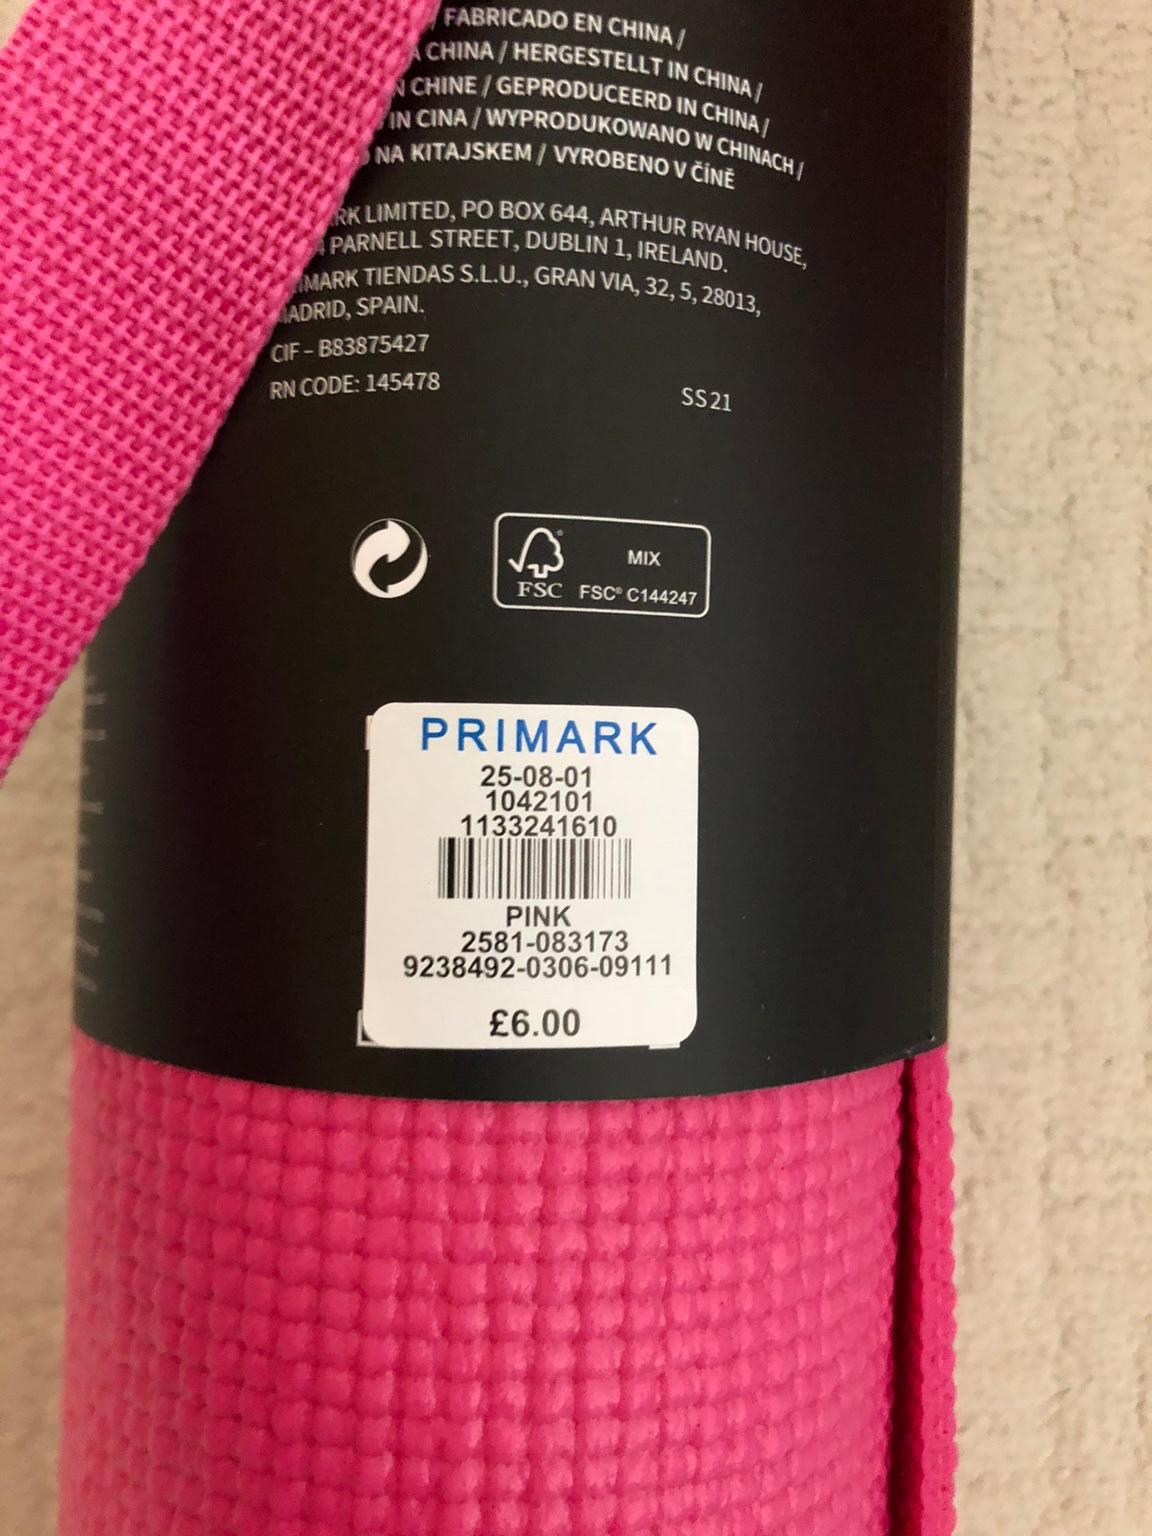 / FABRICADO EN CHINA /
CHINA / HERGESTELLT IN CHINA /
CHINE / GEPRODUCEERD IN CHINA /
IN CINA / WYPRODUKOWANO W CHINACH /
NA KITAJSKEM / VYROBENO V ČÍNĚ
LIMITED, PO BOX 644, ARTHUR RYAN HOUSE,
PARNELL STREET, DUBLIN 1, IRELAND.
TIENDAS S.L.U., GRAN VIA, 32, 5, 28013,
MADRID, SPAIN.
CIF – B83875427
RN CODE: 145478
SS21
FSC
MIX
FSC® C144247
PRIMARK
25-08-01
1042101
1133241610
PINK
2581-083173
9238492-0306-09111
£6.00